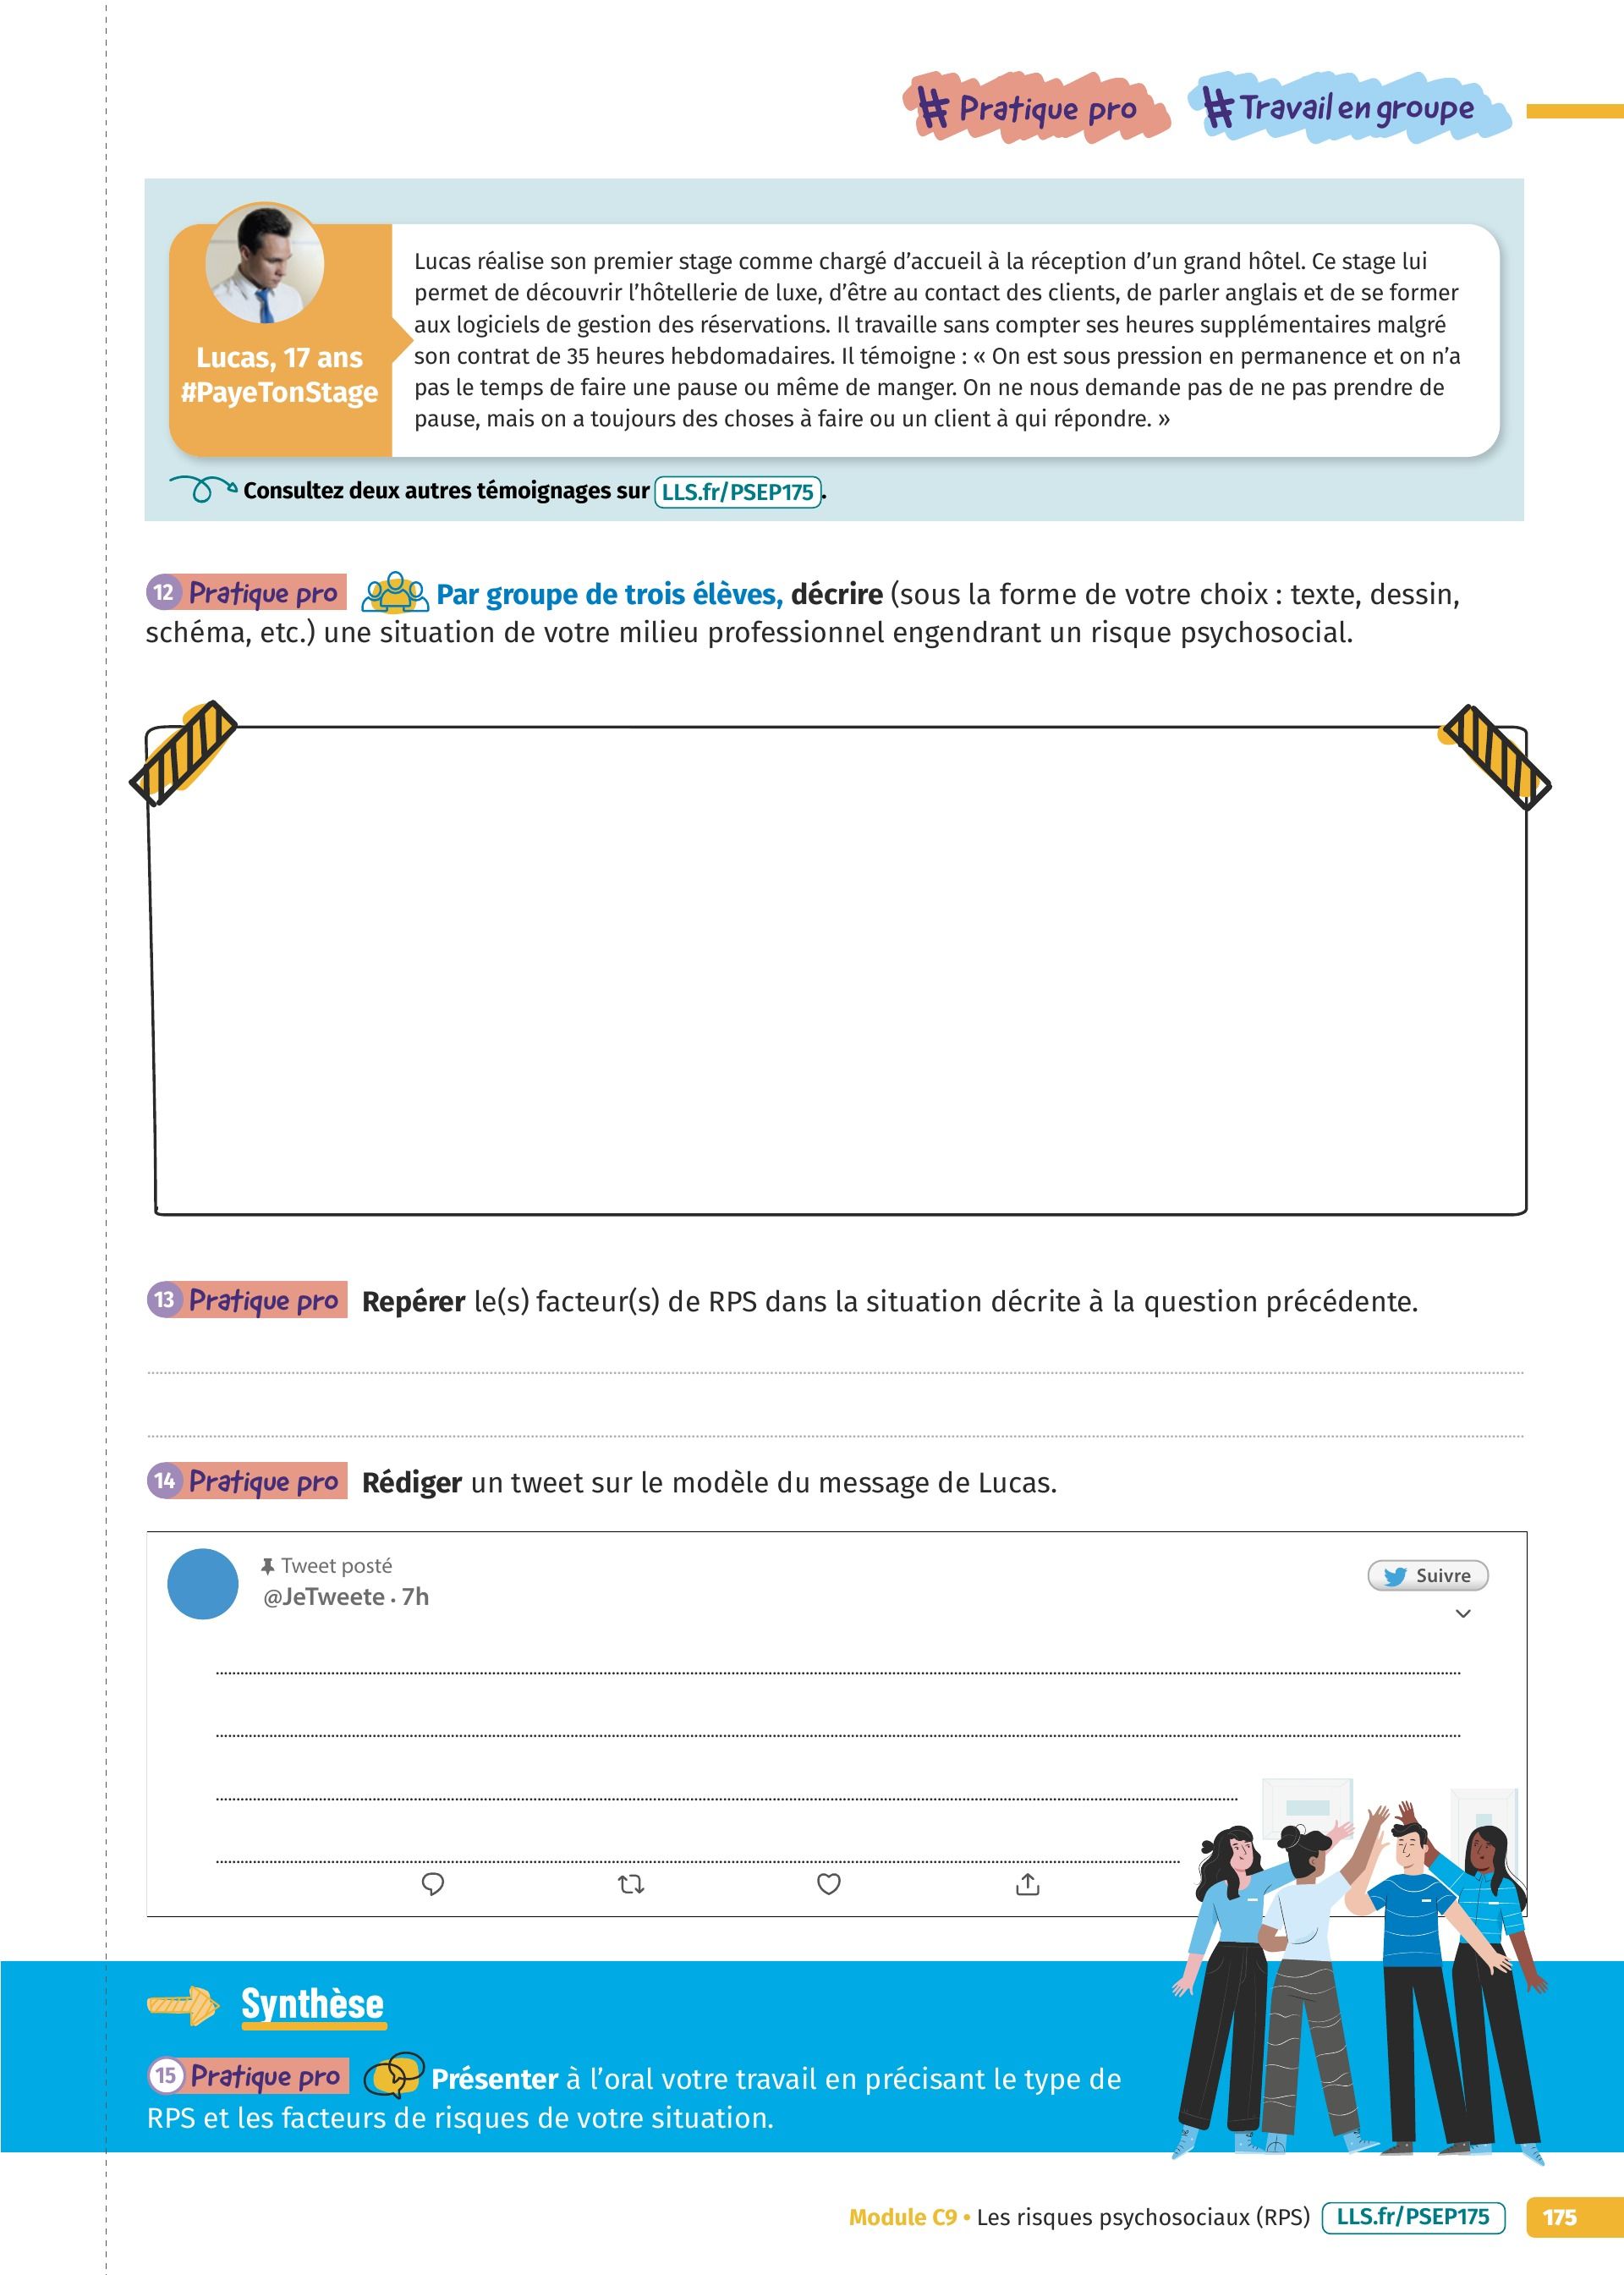 # Pratique pro # Travail en groupe
Lucas, 17 ans
#PayeTonStage
Lucas réalise son premier stage comme chargé d’accueil à la réception d’un grand hôtel. Ce stage lui
permet de découvrir l’hôtellerie de luxe, d’être au contact des clients, de parler anglais et de se former
aux logiciels de gestion des réservations. Il travaille sans compter ses heures supplémentaires malgré
son contrat de 35 heures hebdomadaires. Il témoigne : « On est sous pression en permanence et on n’a
pas le temps de faire une pause ou même de manger. On ne nous demande pas de ne pas prendre de
pause, mais on a toujours des choses à faire ou un client à qui répondre. »
Consultez deux autres témoignages sur LLS.fr/PSEP175.
12 Pratique pro Par groupe de trois élèves, décrire (sous la forme de votre choix : texte, dessin,
schéma, etc.) une situation de votre milieu professionnel engendrant un risque psychosocial.
13 Pratique pro Repérer le(s) facteur(s) de RPS dans la situation décrite à la question précédente.
14 Pratique pro Rédiger un tweet sur le modèle du message de Lucas.
Tweet posté
@JeTweete · 7h
Suivre
Synthèse
15 Pratique pro Présenter à l’oral votre travail en précisant le type de
RPS et les facteurs de risques de votre situation.
Module C9 • Les risques psychosociaux (RPS) LLS.fr/PSEP175 175